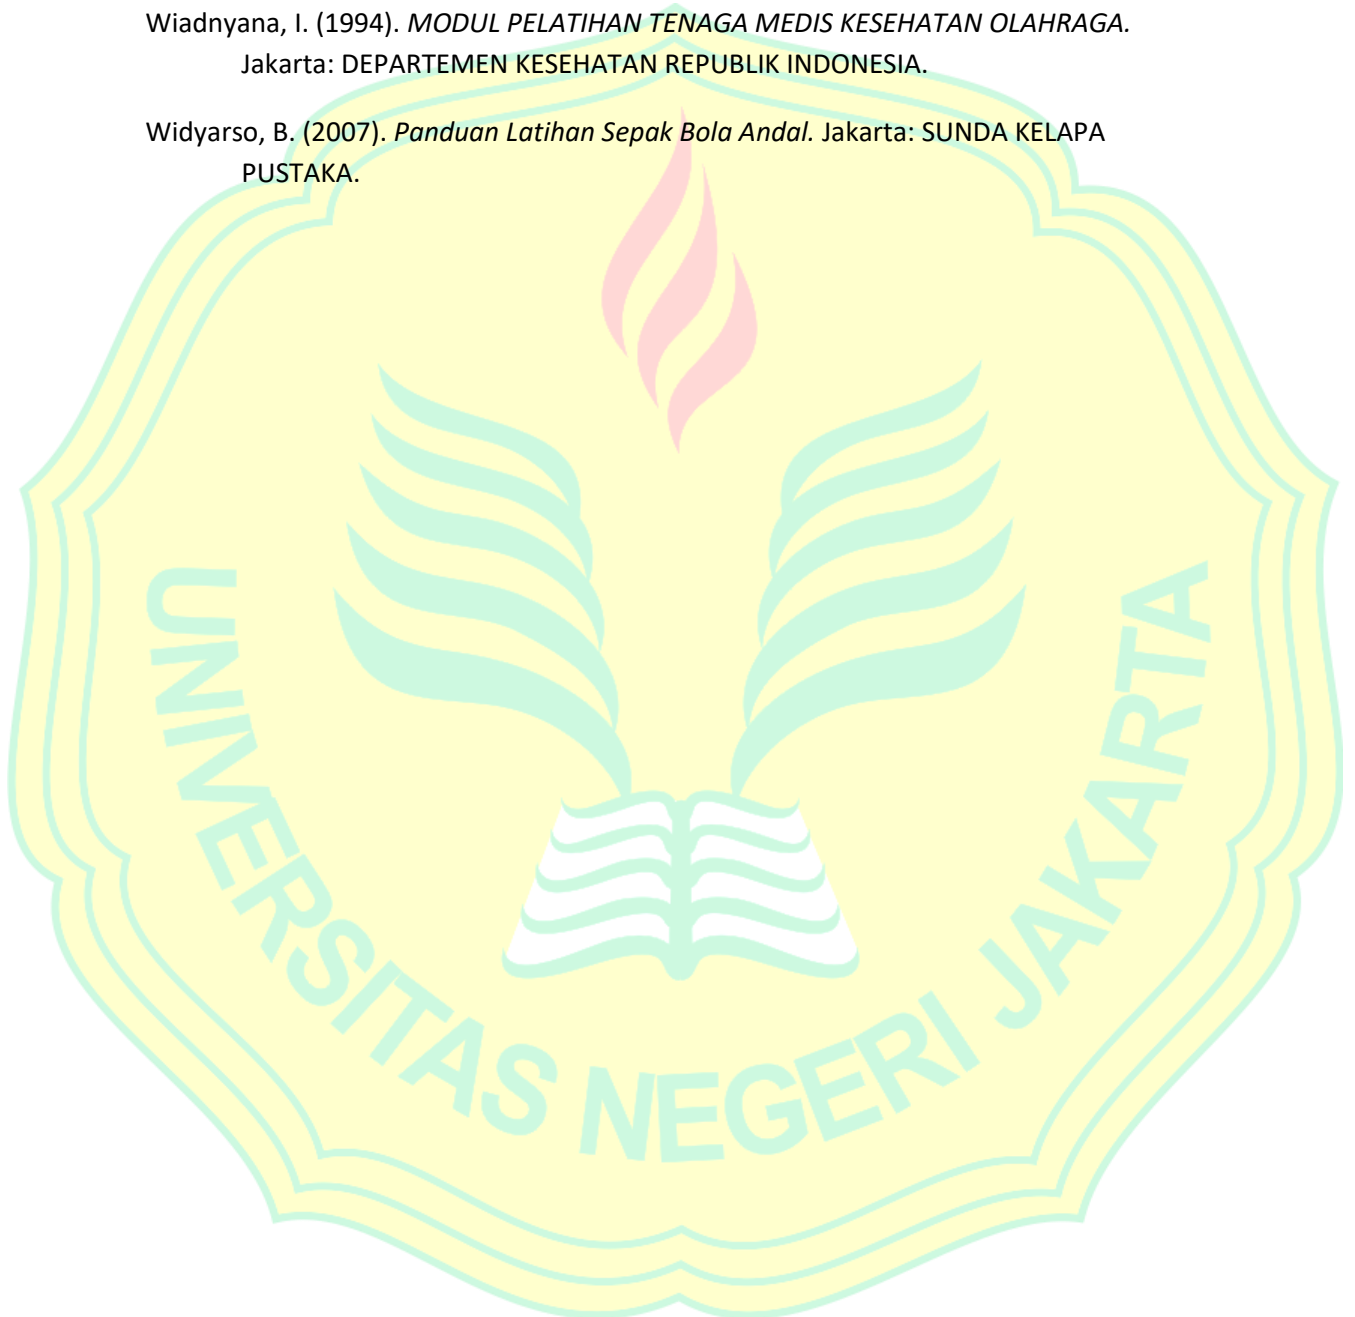 Wiadnyana, I. (1994). MODUL PELATIHAN TENAGA MEDIS KESEHATAN OLAHRAGA.
Jakarta: DEPARTEMEN KESEHATAN REPUBLIK INDONESIA.
Widyarso, B. (2007). Panduan Latihan Sepak Bola Andal. Jakarta: SUNDA KELAPA
PUSTAKA.
UNIVERSITAS NEGERI JAKARTA